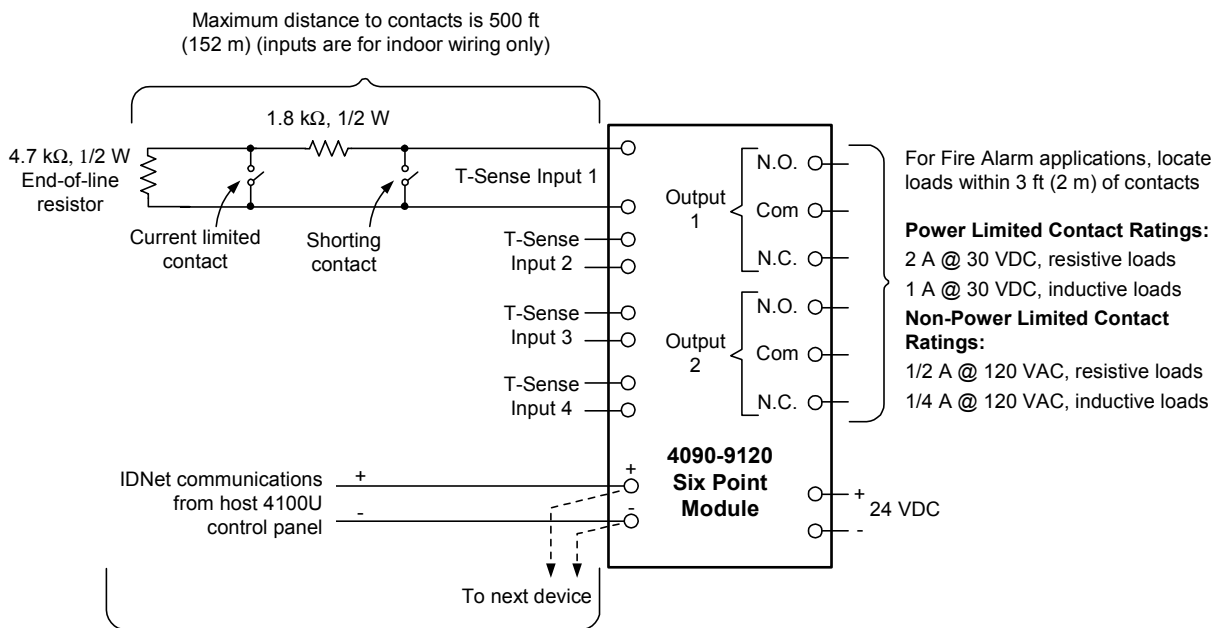 Maximum distance to contacts is 500 ft
(152 m) (inputs are for indoor wiring only)
1.8 kΩ, 1/2 W
4.7 kΩ, 1/2 W
End-of-line
resistor
T-Sense Input 1
Current limited
contact
Shorting
contact
T-Sense
Input 2
T-Sense
Input 3
T-Sense
Input 4
IDNet communications
from host 4100U
control panel
+
-
+
-
To next device
Output
1
N.O.
Com
N.C.
Output
2
N.O.
Com
N.C.
4090-9120
Six Point
Module
+
24 VDC
-
For Fire Alarm applications, locate
loads within 3 ft (2 m) of contacts
Power Limited Contact Ratings:
2 A @ 30 VDC, resistive loads
1 A @ 30 VDC, inductive loads
Non-Power Limited Contact
Ratings:
1/2 A @ 120 VAC, resistive loads
1/4 A @ 120 VAC, inductive loads